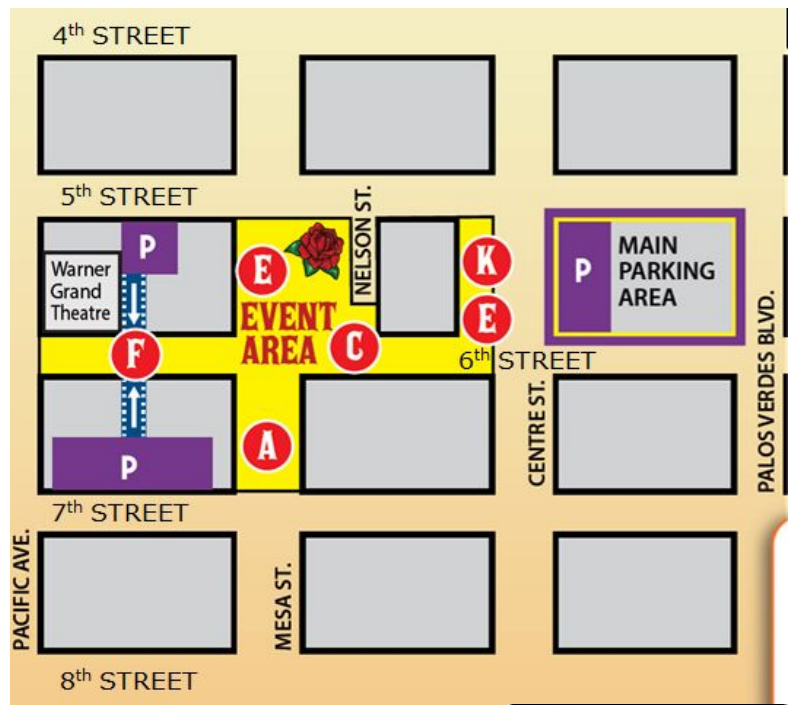 4th STREET
5th STREET
NELSON ST.
P
Warner
Grand
Theatre
E
K
P
MAIN
PARKING
AREA
EVENT
AREA
E
F
C
6th STREET
A
P
CENTRE ST.
PALOS VERDES BLVD.
7th STREET
PACIFIC AVE.
MESA ST.
8th STREET